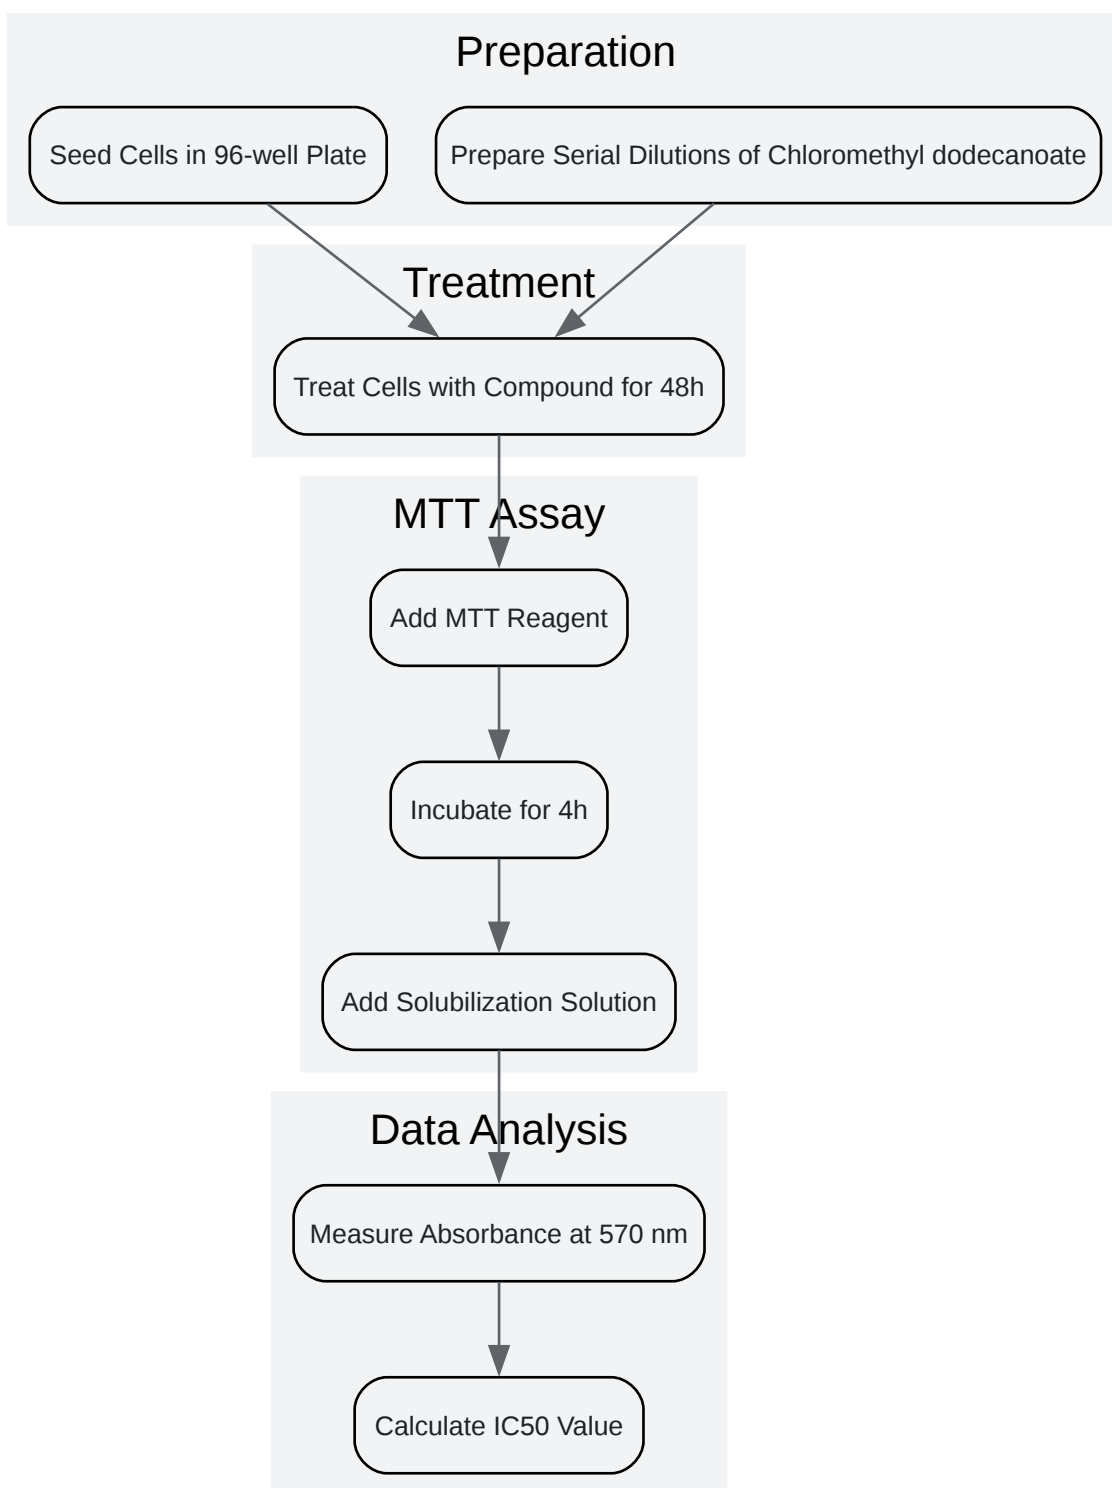 Preparation
Seed Cells in 96-well Plate
Prepare Serial Dilutions of Chloromethyl dodecanoate
Treatment
Treat Cells with Compound for 48h
MTT Assay
Add MTT Reagent
Incubate for 4h
Add Solubilization Solution
Data Analysis
Measure Absorbance at 570 nm
Calculate IC50 Value